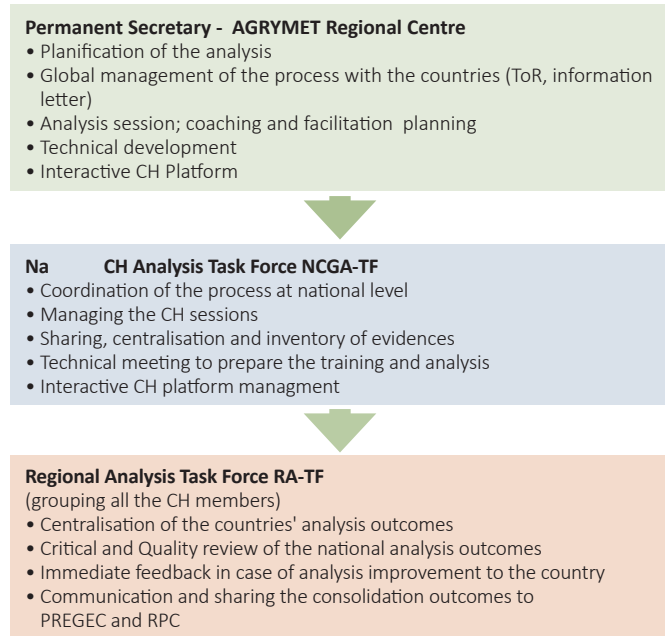 Permanent Secretary - AGRYMET Regional Centre
• Planification of the analysis
• Global management of the process with the countries (ToR, information
letter)
• Analysis session; coaching and facilitation planning
• Technical development
• Interactive CH Platform
Na CH Analysis Task Force NCGA-TF
• Coordination of the process at national level
• Managing the CH sessions
• Sharing, centralisation and inventory of evidences
• Technical meeting to prepare the training and analysis
• Interactive CH platform managment
Regional Analysis Task Force RA-TF
(grouping all the CH members)
• Centralisation of the countries' analysis outcomes
• Critical and Quality review of the national analysis outcomes
• Immediate feedback in case of analysis improvement to the country
• Communication and sharing the consolidation outcomes to
PREGEC and RPC